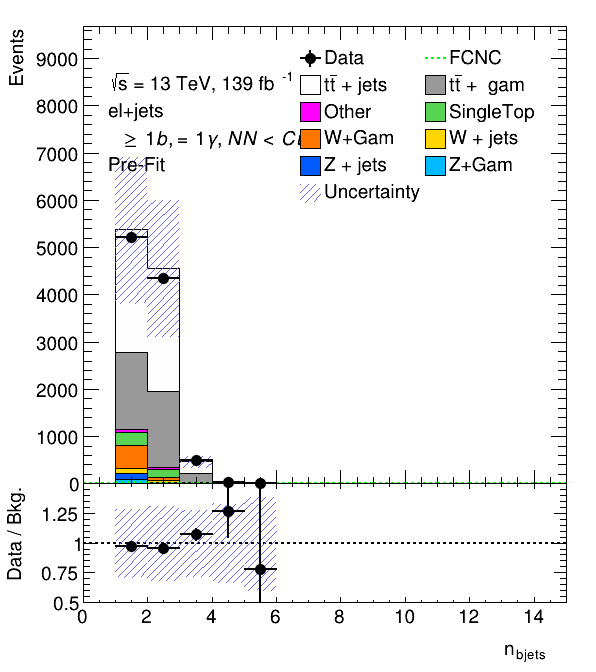 Events
9000
8000
7000
6000
5000
4000
3000
2000
1000
0
√s = 13 TeV, 139 fb⁻¹
el+jets
≥ 1b, = 1γ, NN <
Pre-Fit
Data
FCNC
tt̄ + jets
tt̄ + gam
Other
SingleTop
W+Gam
W + jets
Z + jets
Z+Gam
Uncertainty
Data / Bkg.
1.25
1
0.75
0.5
0 2 4 6 8 10 12 14
n_bjets